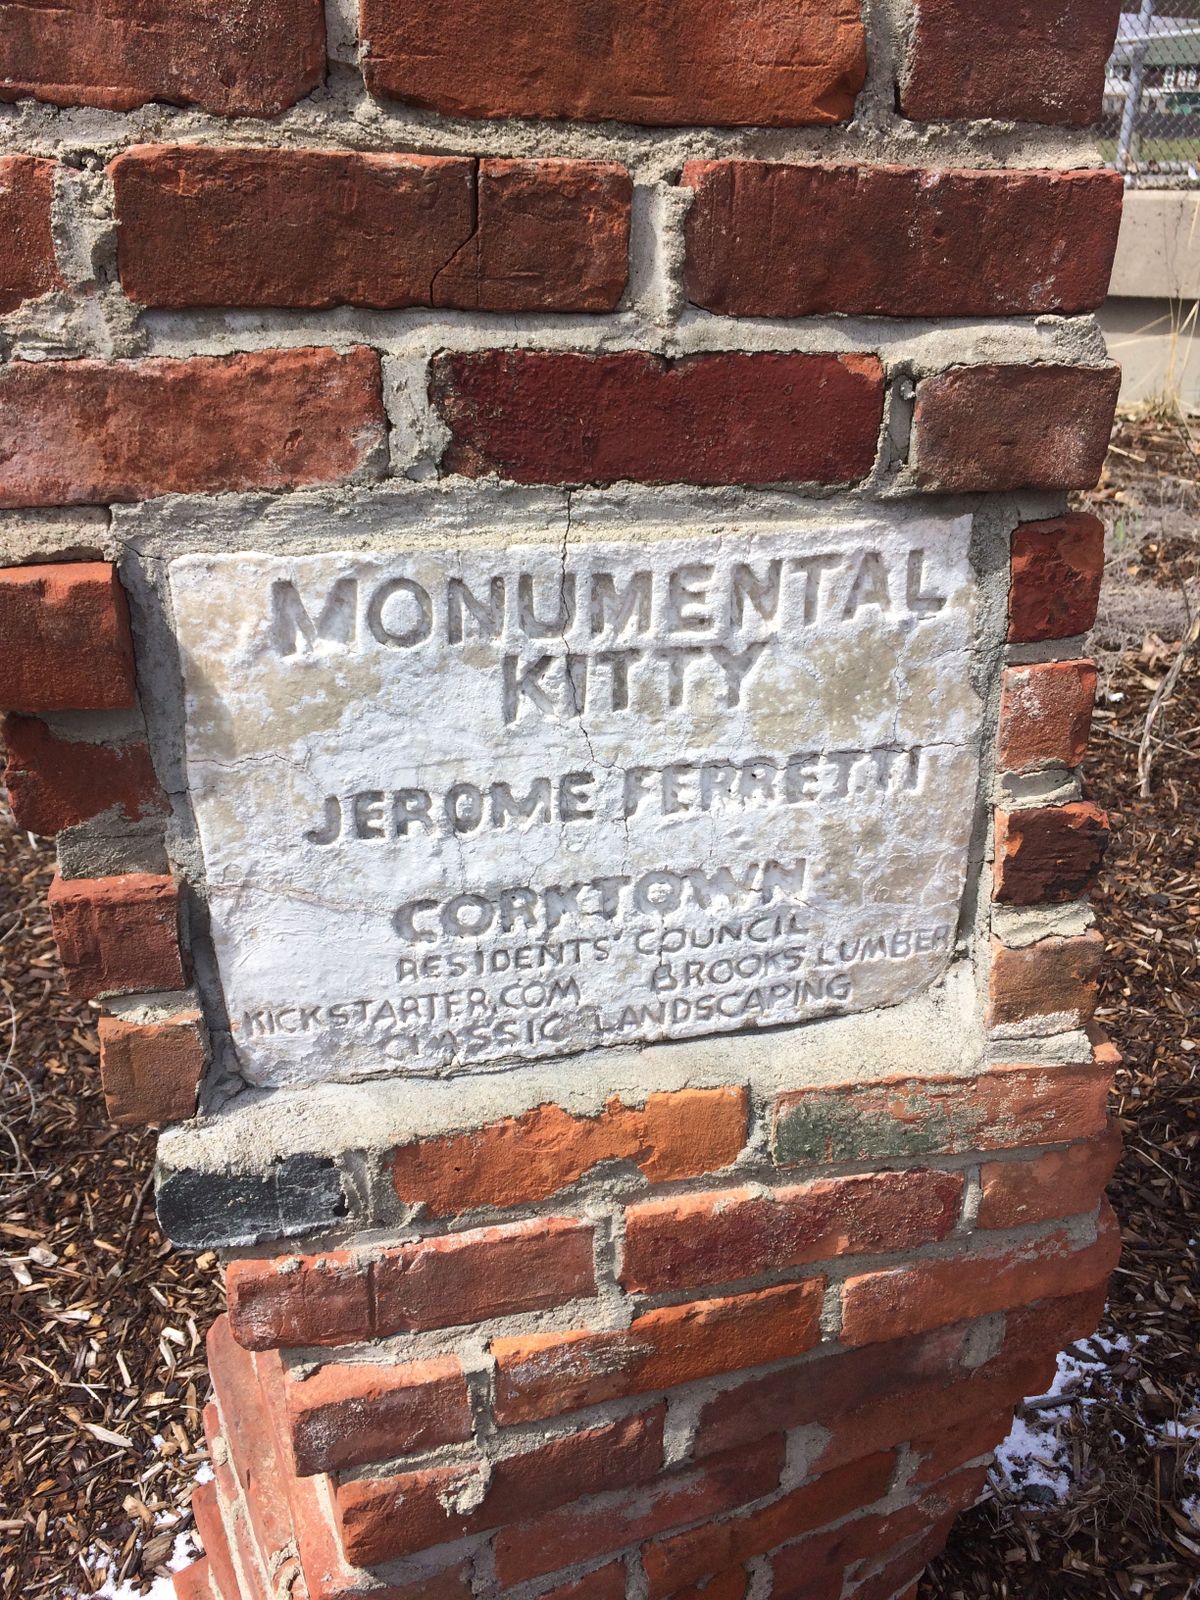 MONUMENTAL
KITTY
JEROME FERRETTI
CORKTOWN
RESIDENTS' COUNCIL
KICKSTARTER.COM BROOKS LUMBER
CLASSIC LANDSCAPING